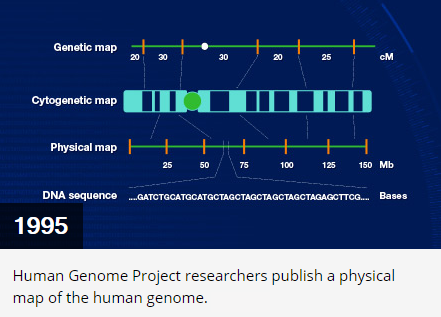 Genetic map
20 30 30 20 25 cM
Cytogenetic map
Physical map
25 50 75 100 125 150 Mb
DNA sequence ....GATCTGCATGCATGCTAGCTAGCTAGCTAGCTAGAGCTTCG.... Bases
1995
Human Genome Project researchers publish a physical
map of the human genome.